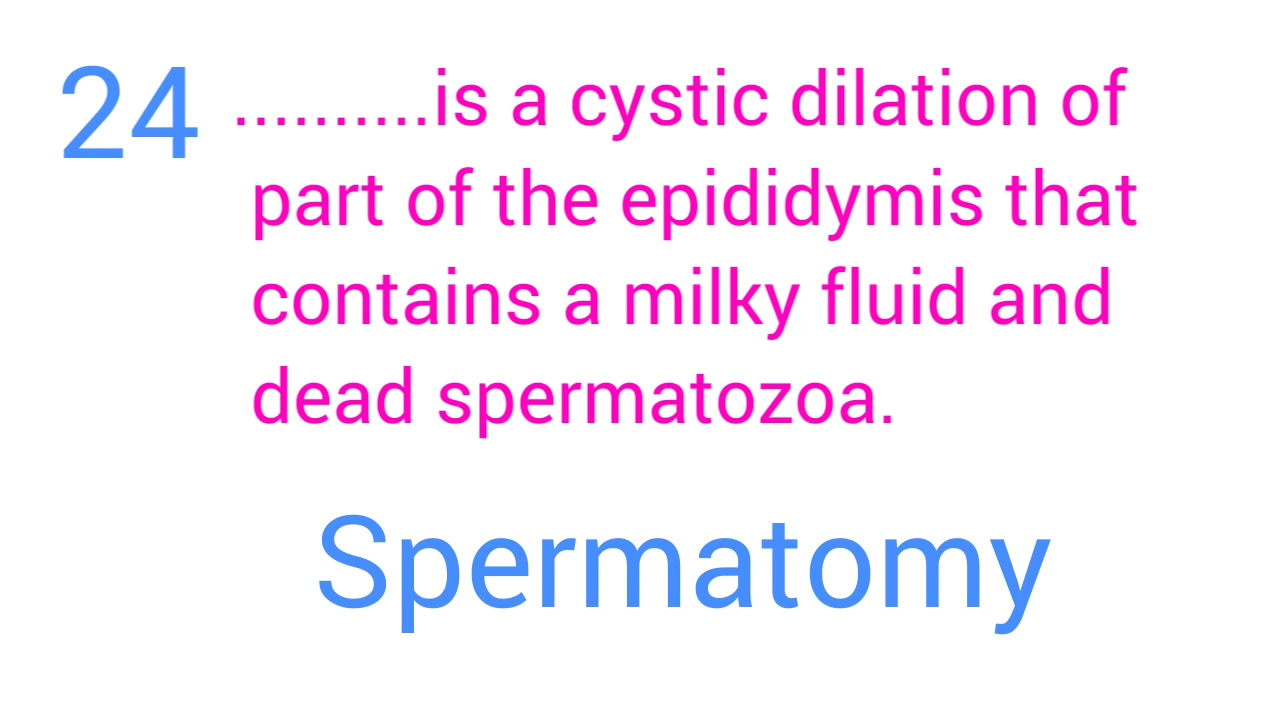 24 ..........is a cystic dilation of
part of the epididymis that
contains a milky fluid and
dead spermatozoa.
Spermatomy